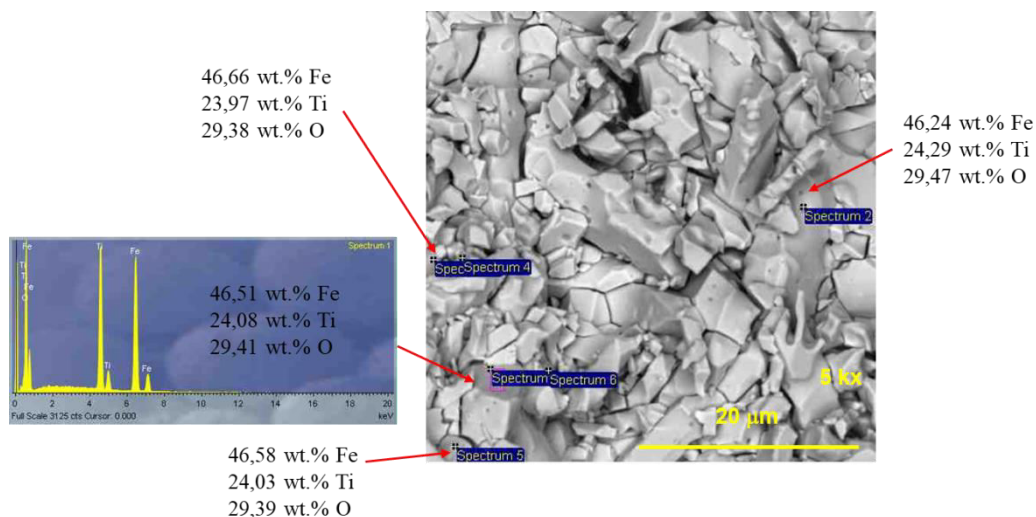 46,66 wt.% Fe
23,97 wt.% Ti
29,38 wt.% O
46,24 wt.% Fe
24,29 wt.% Ti
29,47 wt.% O
Spectrum 2
Spec
Spectrum 4
Spectrum 1
Fe
Ti
Fe
Ti
Fe
O
Ti
Fe
0 2 4 6 8 10 12 14 16 18 20
Full Scale 3125 cts Cursor: 0.000
keV
46,51 wt.% Fe
24,08 wt.% Ti
29,41 wt.% O
Spectrum
Spectrum 6
5 kx
20 μm
Spectrum 5
46,58 wt.% Fe
24,03 wt.% Ti
29,39 wt.% O